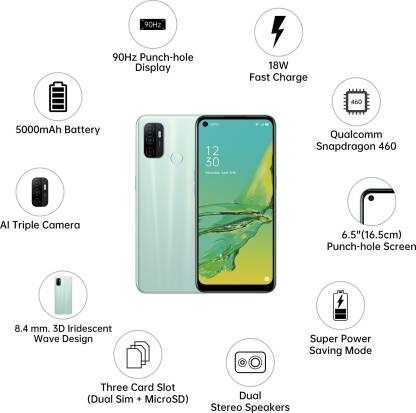 90Hz
90Hz Punch-hole
Display
18W
Fast Charge
5000mAh Battery
460
Qualcomm
Snapdragon 460
12
30
AI Triple Camera
6.5"(16.5cm)
Punch-hole Screen
8.4 mm. 3D Iridescent
Wave Design
Super Power
Saving Mode
Three Card Slot
(Dual Sim + MicroSD)
Dual
Stereo Speakers